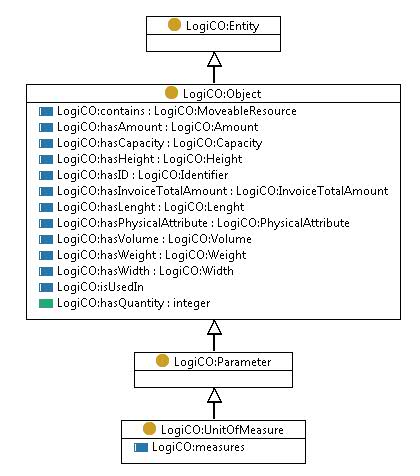 LogiCO:Entity
LogiCO:Object
LogiCO:contains : LogiCO:MoveableResource
LogiCO:hasAmount : LogiCO:Amount
LogiCO:hasCapacity : LogiCO:Capacity
LogiCO:hasHeight : LogiCO:Height
LogiCO:hasID : LogiCO:Identifier
LogiCO:hasInvoiceTotalAmount : LogiCO:InvoiceTotalAmount
LogiCO:hasLenght : LogiCO:Lenght
LogiCO:hasPhysicalAttribute : LogiCO:PhysicalAttribute
LogiCO:hasVolume : LogiCO:Volume
LogiCO:hasWeight : LogiCO:Weight
LogiCO:hasWidth : LogiCO:Width
LogiCO:isUsedIn
LogiCO:hasQuantity : integer
LogiCO:Parameter
LogiCO:UnitOfMeasure
LogiCO:measures